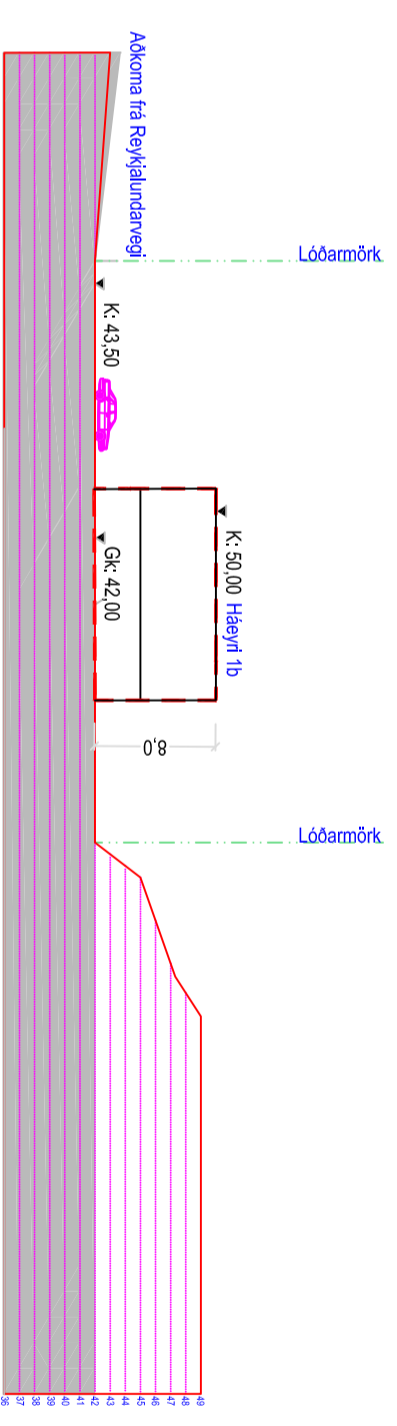 Aðkoma frá Reykjalundarvegi
Lóðarmörk
K: 43,50
K: 50,00 Háeyri 1b
Gk: 42,00
8,0
Lóðarmörk
49
48
47
46
45
44
43
42
41
40
39
38
37
36